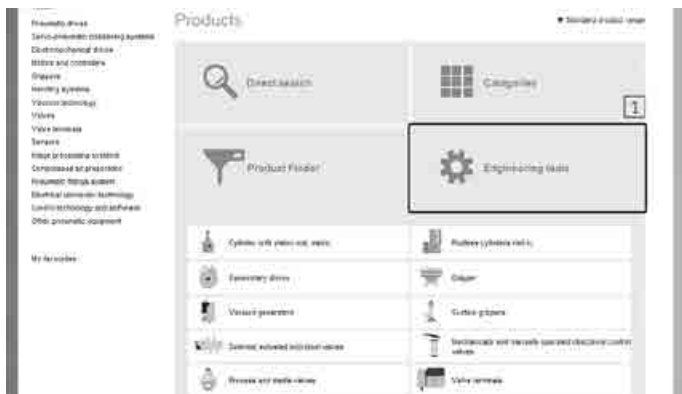 Products
Pneumatic drives
Servo-pneumatic positioning systems
Electromechanical drives
Motors and controllers
Grippers
Handling systems
Vacuum technology
Valves
Valve terminals
Sensors
Image processing systems
Compressed air preparation
Pneumatic fittings system
Electrical connection technology
Control technology and software
Other pneumatic equipment
My favourites
Standard product range
Direct search
Categories
1
Product Finder
Engineering tools
Cylinder with piston rod,
Rodless cylinders
Semi-rotary drives
Gripper
Vacuum generators
Suction grippers
Solenoid actuated directional valves
Mechanically and manually operated directional control
valves
Process and media valves
Valve terminals